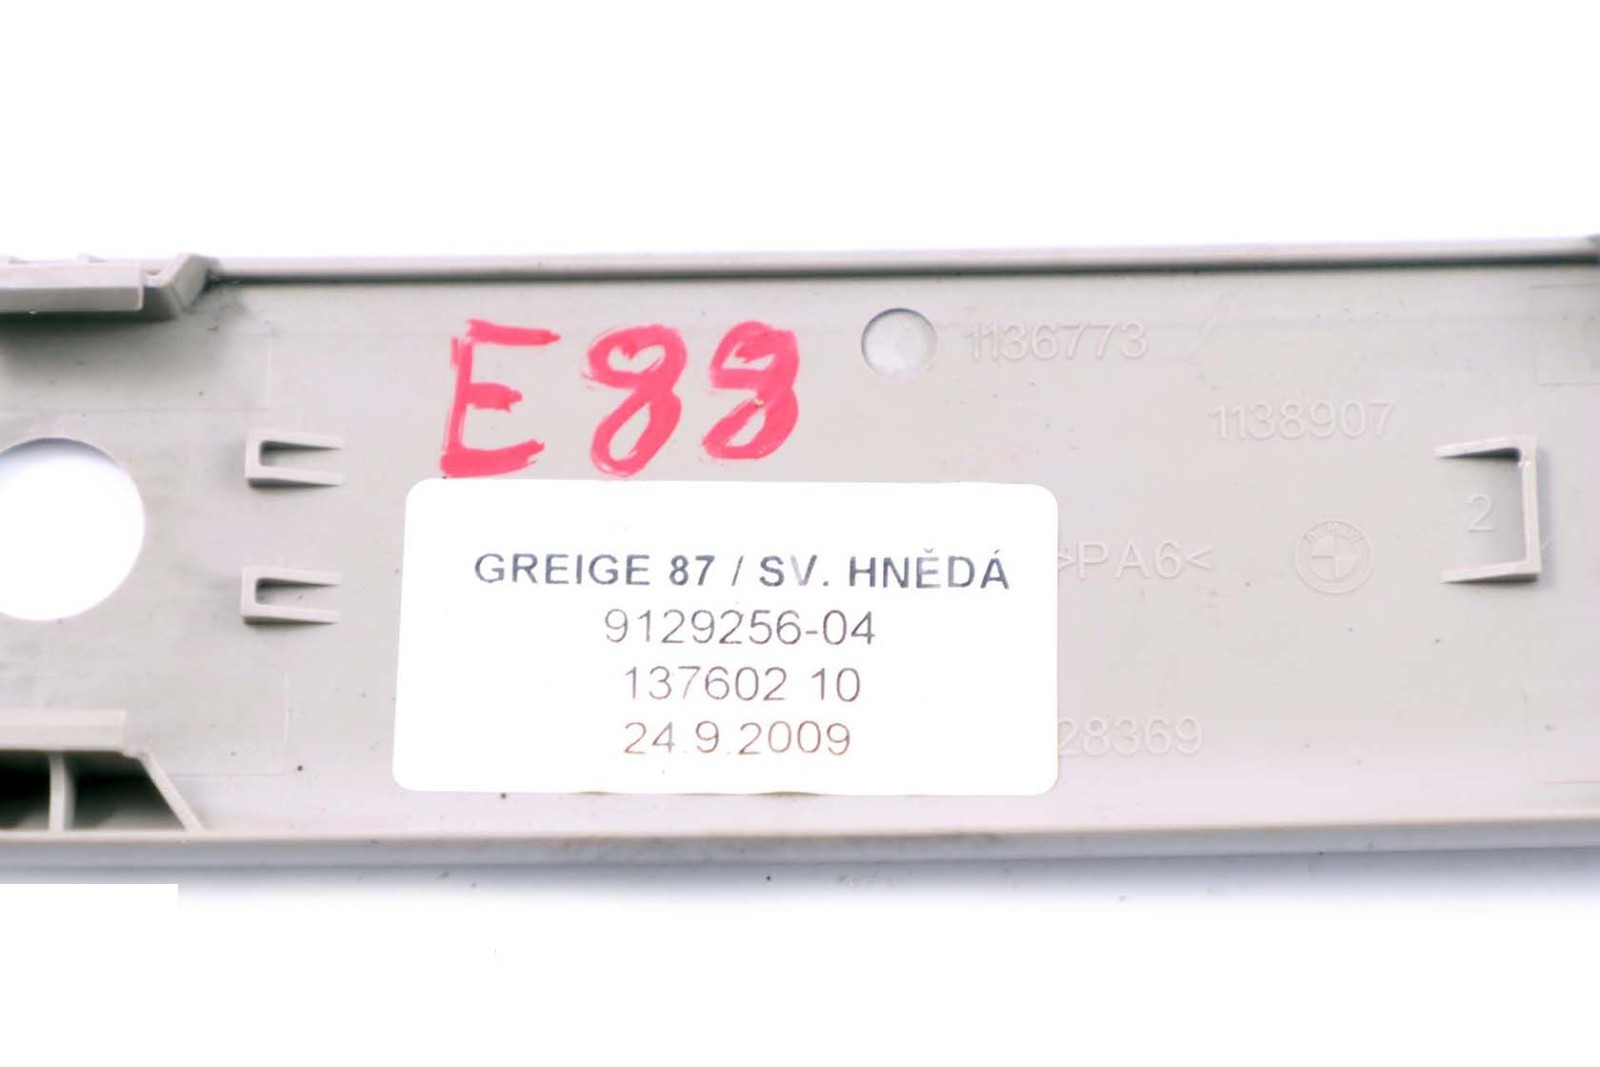 E88
1136773
1138907
2
>PA6<
GREIGE 87 / SV. HNĚDÁ
9129256-04
137602 10
24.9.2009
28369